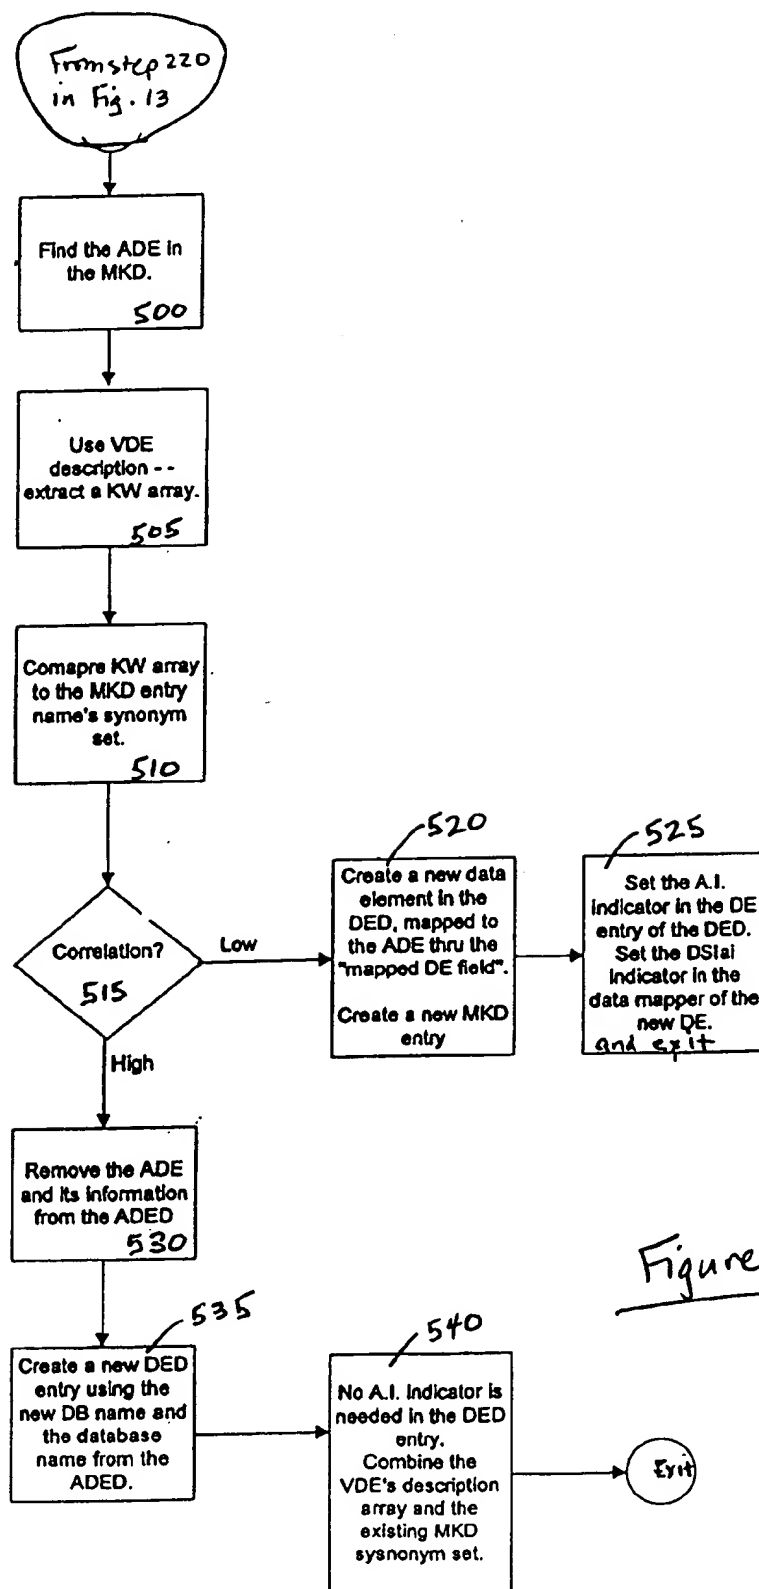 From step 220
in Fig. 13
Find the ADE in
the MKD.
500
Use VDE
description - -
extract a KW array.
505
Comapre KW array
to the MKD entry
name's synonym
set.
510
Correlation?
515
Low
High
520
Create a new data
element in the
DED, mapped to
the ADE thru the
"mapped DE field".
Create a new MKD
entry
525
Set the A.I.
indicator in the DE
entry of the DED.
Set the DSIai
indicator in the
data mapper of the
new DE.
and exit
Remove the ADE
and its information
from the ADED
530
Figure
535
Create a new DED
entry using the
new DB name and
the database
name from the
ADED.
540
No A.I. indicator is
needed in the DED
entry.
Combine the
VDE's description
array and the
existing MKD
sysnonym set.
Exit